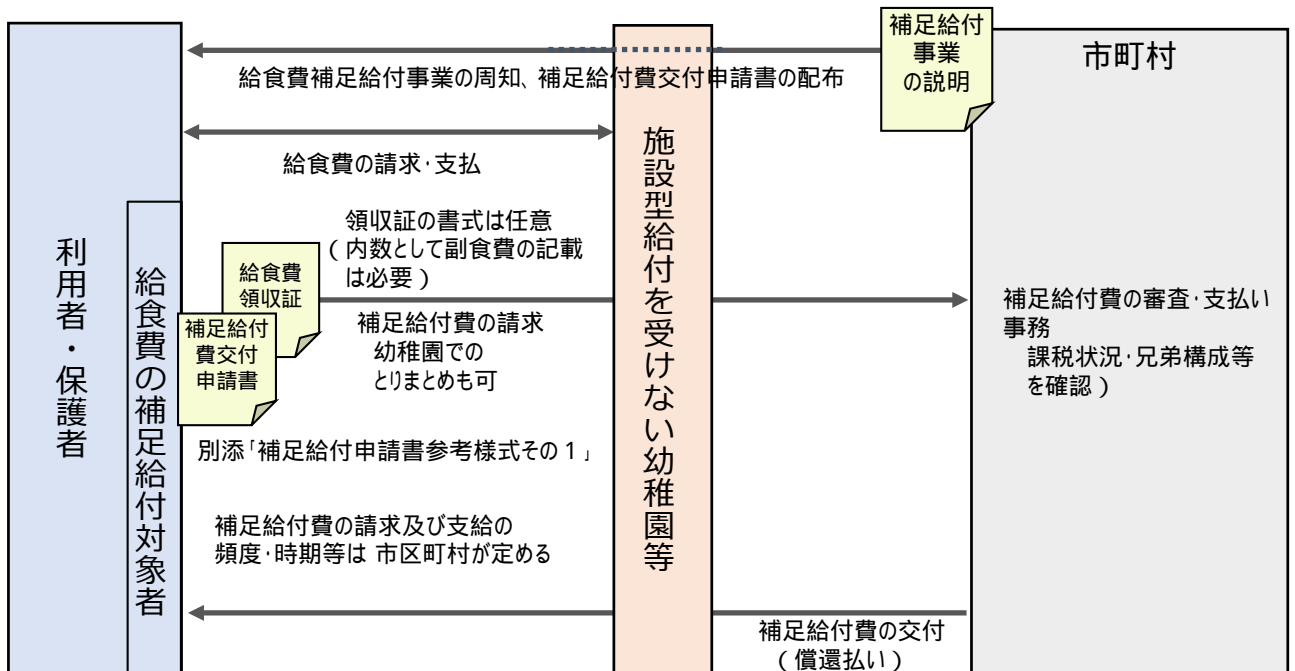 補足給付
事業
の説明
市町村
給食費補足給付事業の周知、補足給付費交付申請書の配布
給食費の請求･支払
施設型給付を受けない幼稚園等
利用者・保護者
給食費の補足給付対象者
領収証の書式は任意
(内数として副食費の記載
は必要)
給食費
領収証
補足給付
費交付
申請書
補足給付費の請求
幼稚園での
とりまとめも可
補足給付費の審査･支払い
事務
課税状況･兄弟構成等
を確認)
別添「補足給付申請書参考様式その1」
補足給付費の請求及び支給の
頻度･時期等は 市区町村が定める
補足給付費の交付
(償還払い)